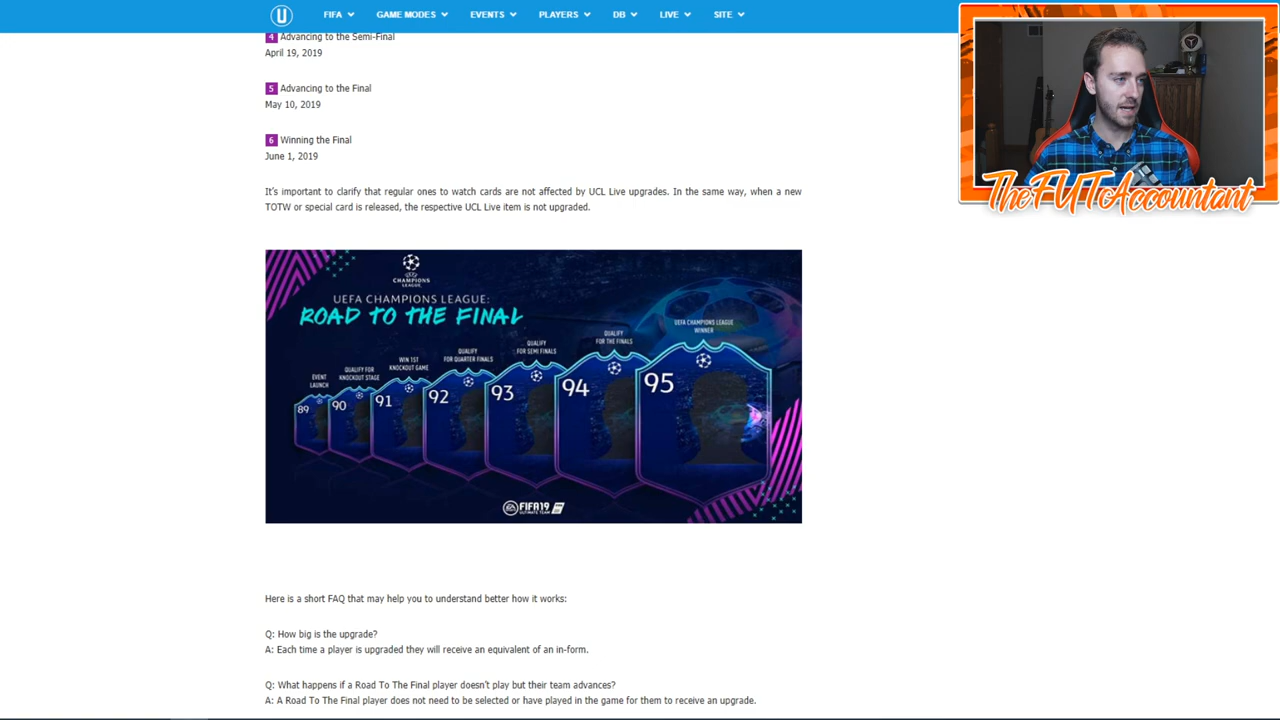 U FIFA GAME MODES EVENTS PLAYERS DB LIVE SITE
4 Advancing to the Semi-Final
April 19, 2019
5 Advancing to the Final
May 10, 2019
6 Winning the Final
June 1, 2019
TheFUTAccountant
It's important to clarify that regular ones to watch cards are not affected by UCL Live upgrades. In the same way, when a new
TOTW or special card is released, the respective UCL Live item is not upgraded.
UEFA
CHAMPIONS
LEAGUE
UEFA CHAMPIONS LEAGUE:
ROAD TO THE FINAL
EVENT
LAUNCH
89
QUALIFY FOR
KNOCKOUT STAGE
90
WIN 1ST
KNOCKOUT GAME
91
QUALIFY
FOR QUARTER FINALS
92
QUALIFY
FOR SEMI FINALS
93
QUALIFY
FOR THE FINALS
94
UEFA CHAMPIONS LEAGUE
WINNER
95
EA SPORTS FIFA19
ULTIMATE TEAM
Here is a short FAQ that may help you to understand better how it works:
Q: How big is the upgrade?
A: Each time a player is upgraded they will receive an equivalent of an in-form.
Q: What happens if a Road To The Final player doesn't play but their team advances?
A: A Road To The Final player does not need to be selected or have played in the game for them to receive an upgrade.